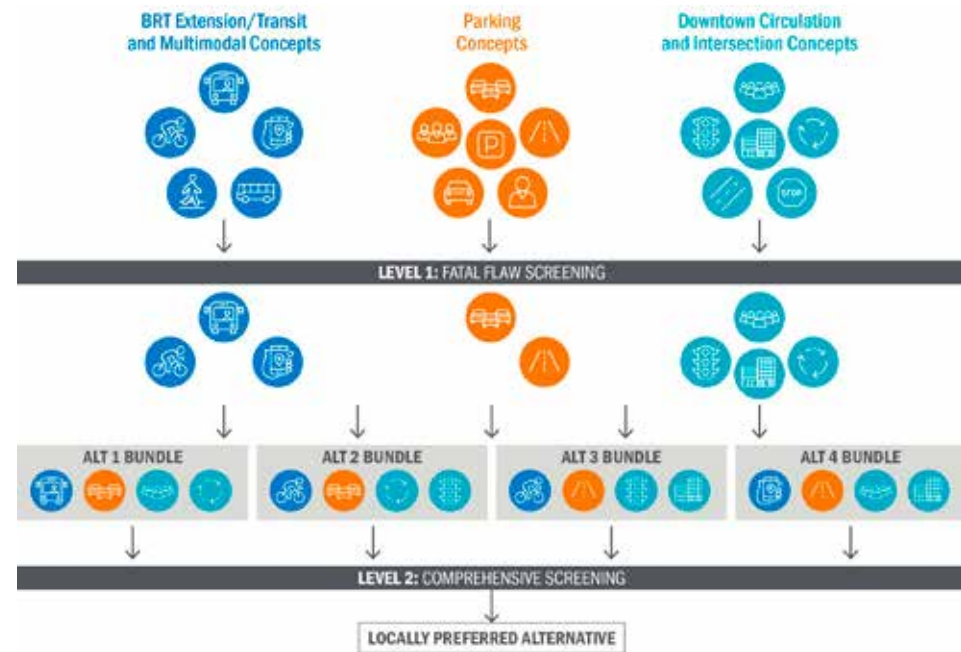 BRT Extension/Transit
and Multimodal Concepts
Parking
Concepts
Downtown Circulation
and Intersection Concepts
P
STOP
LEVEL 1: FATAL FLAW SCREENING
ALT 1 BUNDLE
ALT 2 BUNDLE
ALT 3 BUNDLE
ALT 4 BUNDLE
LEVEL 2: COMPREHENSIVE SCREENING
LOCALLY PREFERRED ALTERNATIVE